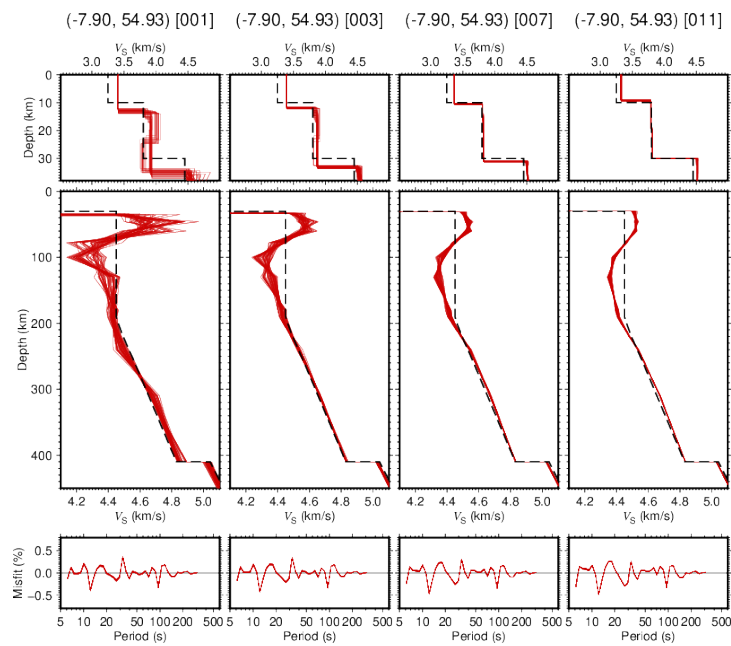 (-7.90, 54.93) [001] (-7.90, 54.93) [003] (-7.90, 54.93) [007] (-7.90, 54.93) [011]
VS (km/s) VS (km/s) VS (km/s) VS (km/s)
3.0 3.5 4.0 4.5 3.0 3.5 4.0 4.5 3.0 3.5 4.0 4.5 3.0 3.5 4.0 4.5
Depth (km)
0
10
20
30
Depth (km)
100
200
300
400
4.2 4.4 4.6 4.8 5.0 4.2 4.4 4.6 4.8 5.0 4.2 4.4 4.6 4.8 5.0 4.2 4.4 4.6 4.8 5.0
VS (km/s) VS (km/s) VS (km/s) VS (km/s)
Misfit (%)
0.5
0.0
−0.5
5 10 20 50 100 200 500 5 10 20 50 100 200 500 5 10 20 50 100 200 500 5 10 20 50 100 200 500
Period (s) Period (s) Period (s) Period (s)